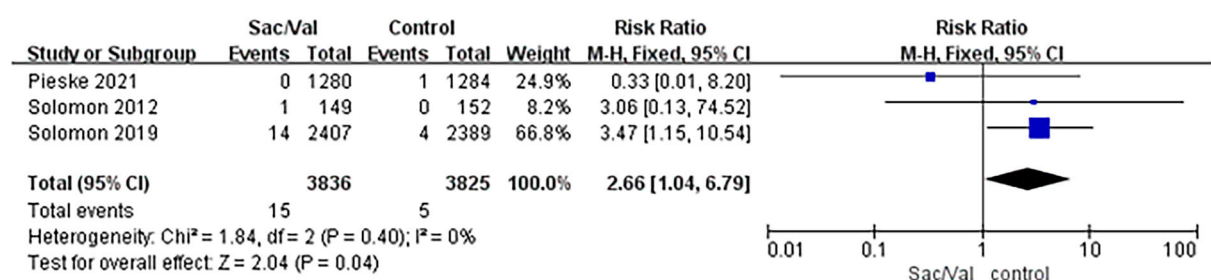 Sac/Val Control Risk Ratio Risk Ratio
Study or Subgroup Events Total Events Total Weight M-H, Fixed, 95% CI M-H, Fixed, 95% CI
Pieske 2021 0 1280 1 1284 24.9% 0.33 [0.01, 8.20]
Solomon 2012 1 149 0 152 8.2% 3.06 [0.13, 74.52]
Solomon 2019 14 2407 4 2389 66.8% 3.47 [1.15, 10.54]
Total (95% CI) 3836 3825 100.0% 2.66 [1.04, 6.79]
Total events 15 5
Heterogeneity: Chi² = 1.84, df = 2 (P = 0.40); I² = 0%
Test for overall effect: Z = 2.04 (P = 0.04)
0.01 0.1 1 10 100
Sac/Val control